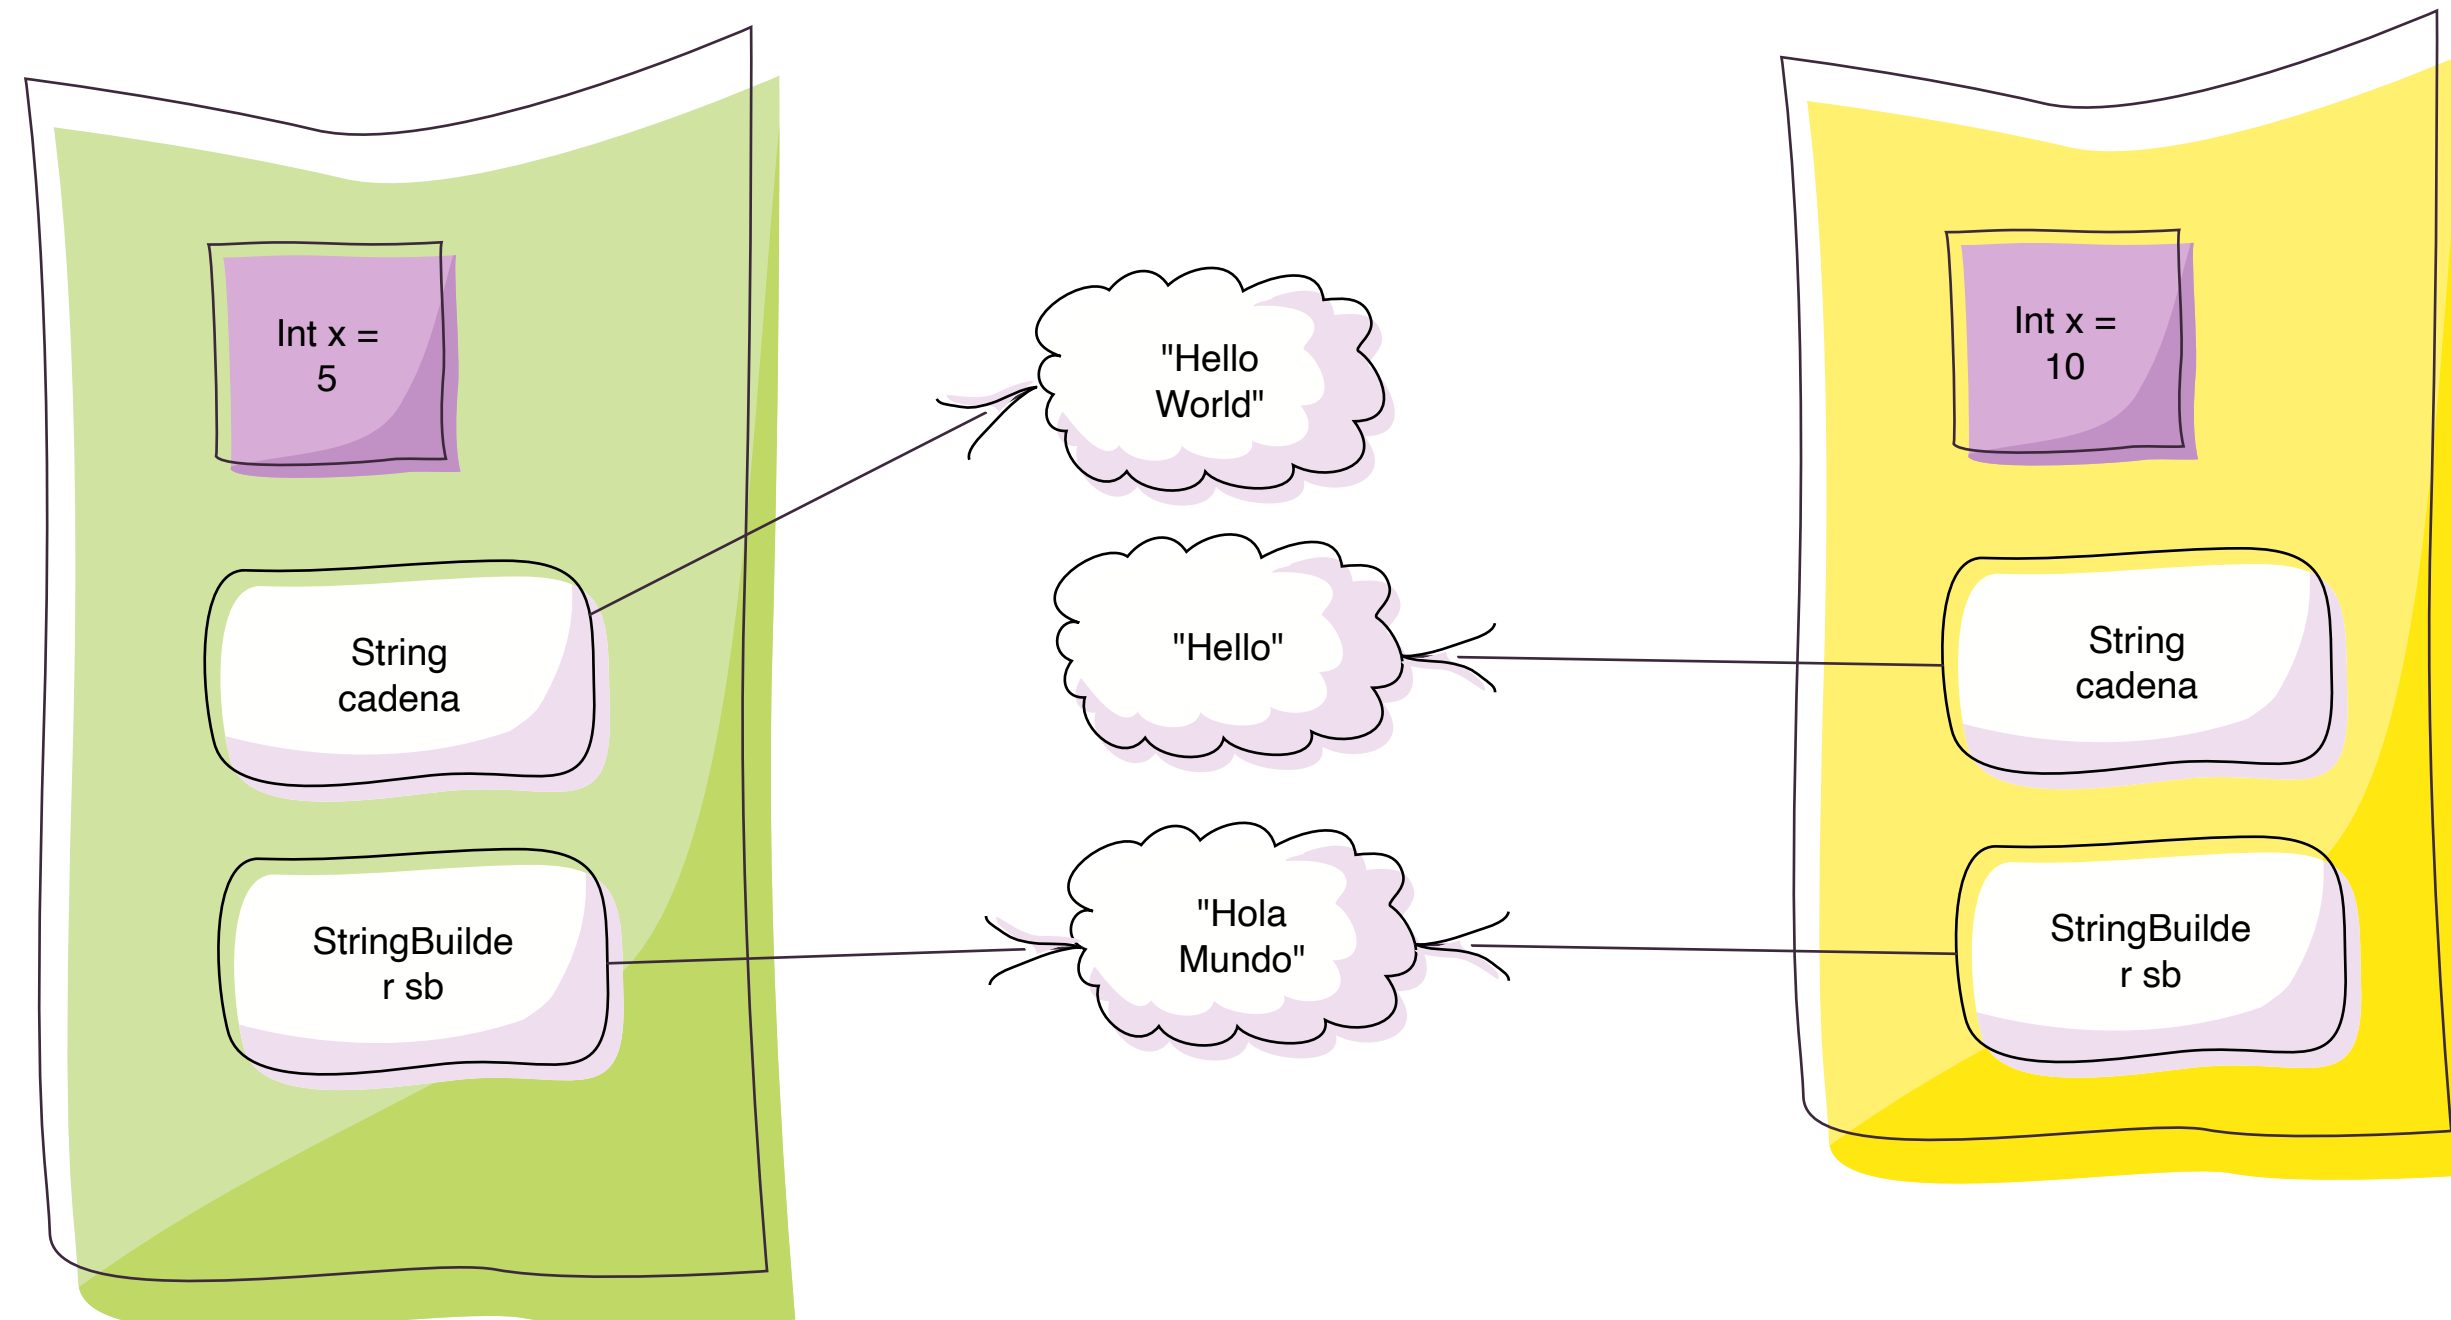 Int x =
5
String
cadena
StringBuilde
r sb
"Hello
World"
"Hello"
"Hola
Mundo"
Int x =
10
String
cadena
StringBuilde
r sb